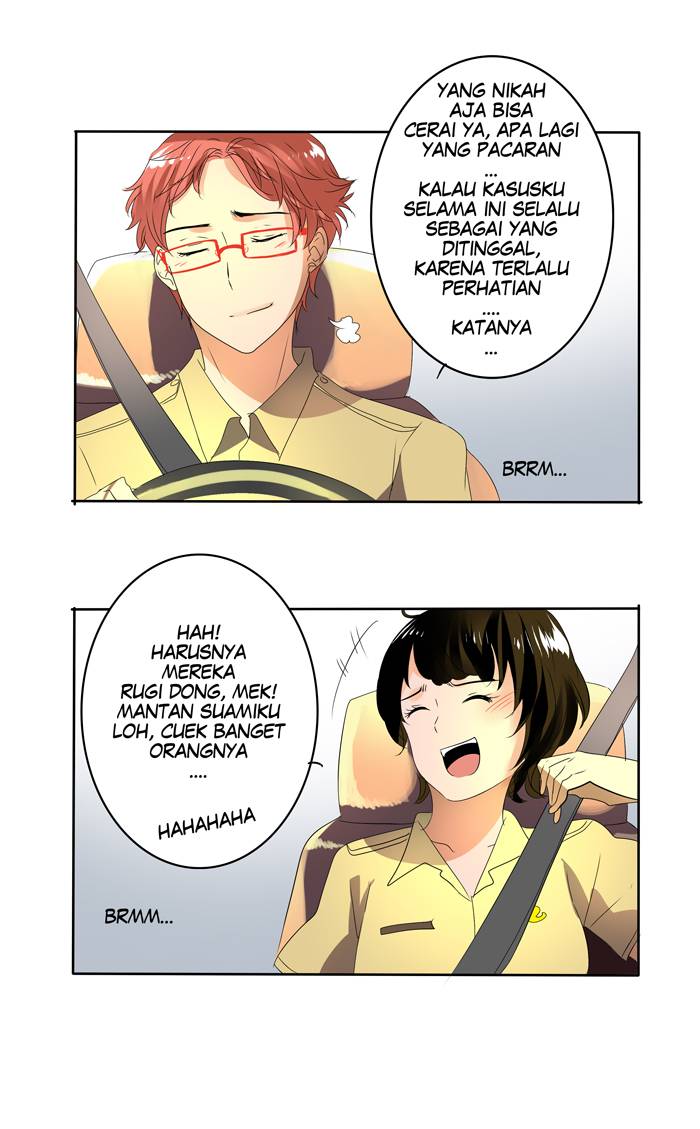 YANG NIKAH
AJA BISA
CERAI YA, APA LAGI
YANG PACARAN
...
KALAU KASUSKU
SELAMA INI SELALU
SEBAGAI YANG
DITINGGAL,
KARENA TERLALU
PERHATIAN
....
KATANYA
...
BRRM...
HAH!
HARUSNYA
MEREKA
RUGI DONG, MEK!
MANTAN SUAMIKU
LOH, CUEK BANGET
ORANGNYA
....
HAHAHAHA
BRMM...